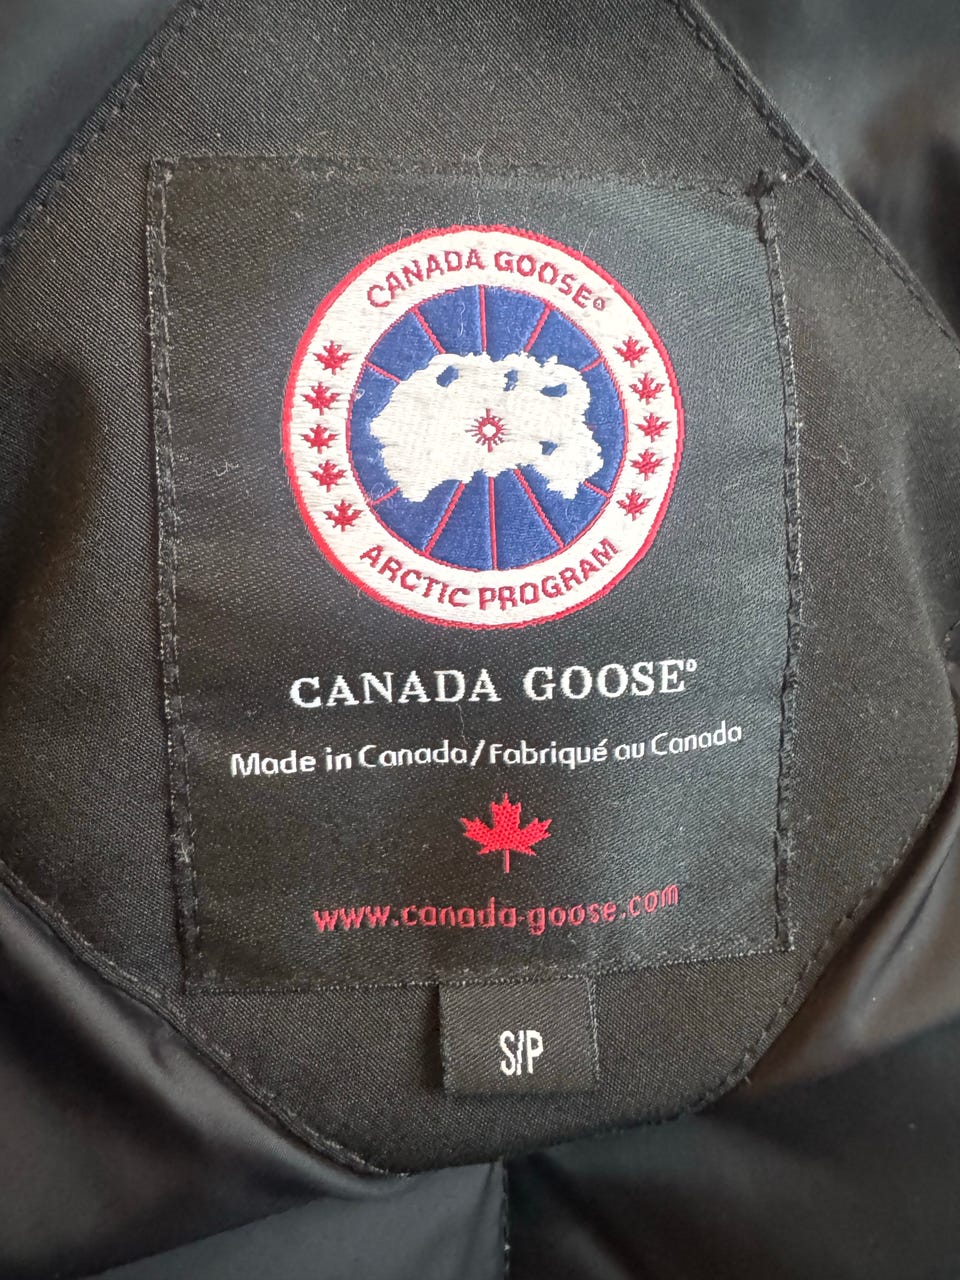 CANADA GOOSE®
ARCTIC PROGRAM
CANADA GOOSE®
Made in Canada/Fabriqué au Canada
www.canada-goose.com
S/P